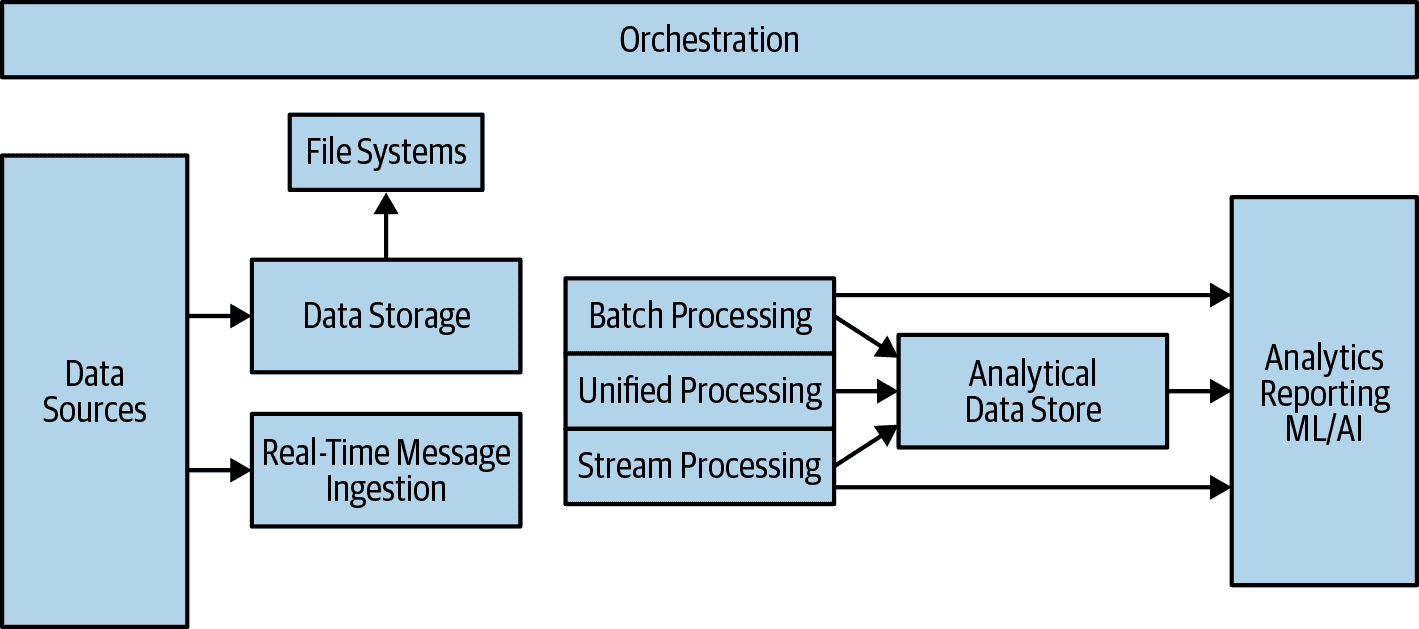 Orchestration
File Systems
Data
Sources
Data Storage
Real-Time Message
Ingestion
Batch Processing
Unified Processing
Stream Processing
Analytical
Data Store
Analytics
Reporting
ML/AI